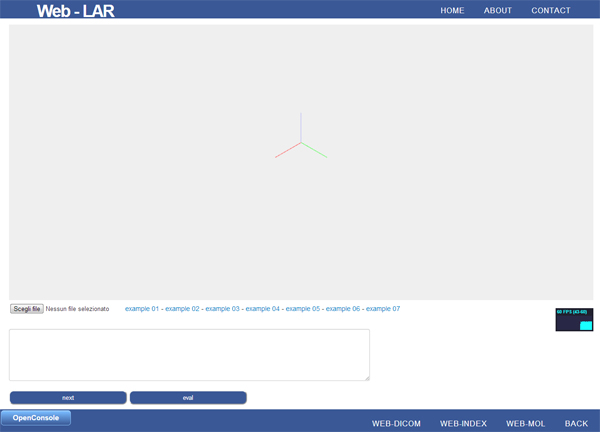 Web - LAR HOME ABOUT CONTACT
Scegli file Nessun file selezionato example 01 - example 02 - example 03 - example 04 - example 05 - example 06 - example 07
60 FPS (43-60)
next eval
OpenConsole
WEB-DICOM WEB-INDEX WEB-MOL BACK